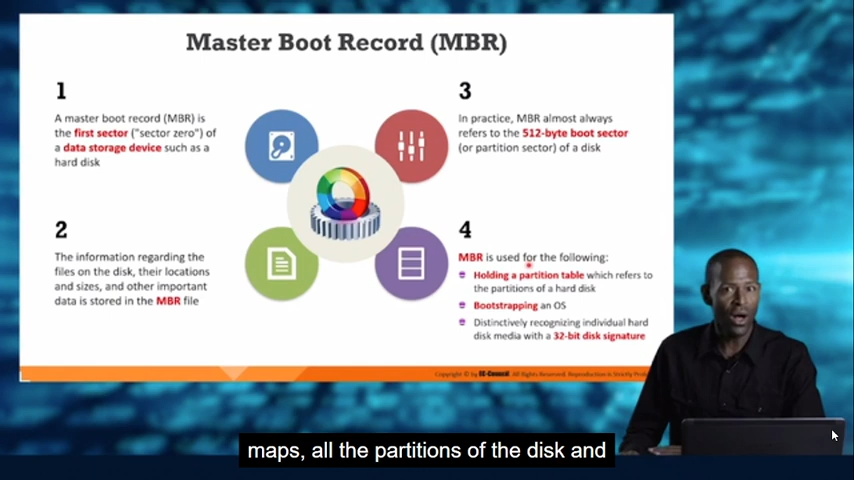 Master Boot Record (MBR)
1
A master boot record (MBR) is
the first sector ("sector zero") of
a data storage device such as a
hard disk
2
The information regarding the
files on the disk, their locations
and sizes, and other important
data is stored in the MBR file
3
In practice, MBR almost always
refers to the 512-byte boot sector
(or partition sector) of a disk
4
MBR is used for the following:
Holding a partition table which refers to
the partitions of a hard disk
Bootstrapping an OS
Distinctively recognizing individual hard
disk media with a 32-bit disk signature
Copyright © by EC-Council. All Rights Reserved. Reproduction is Strictly
maps, all the partitions of the disk and